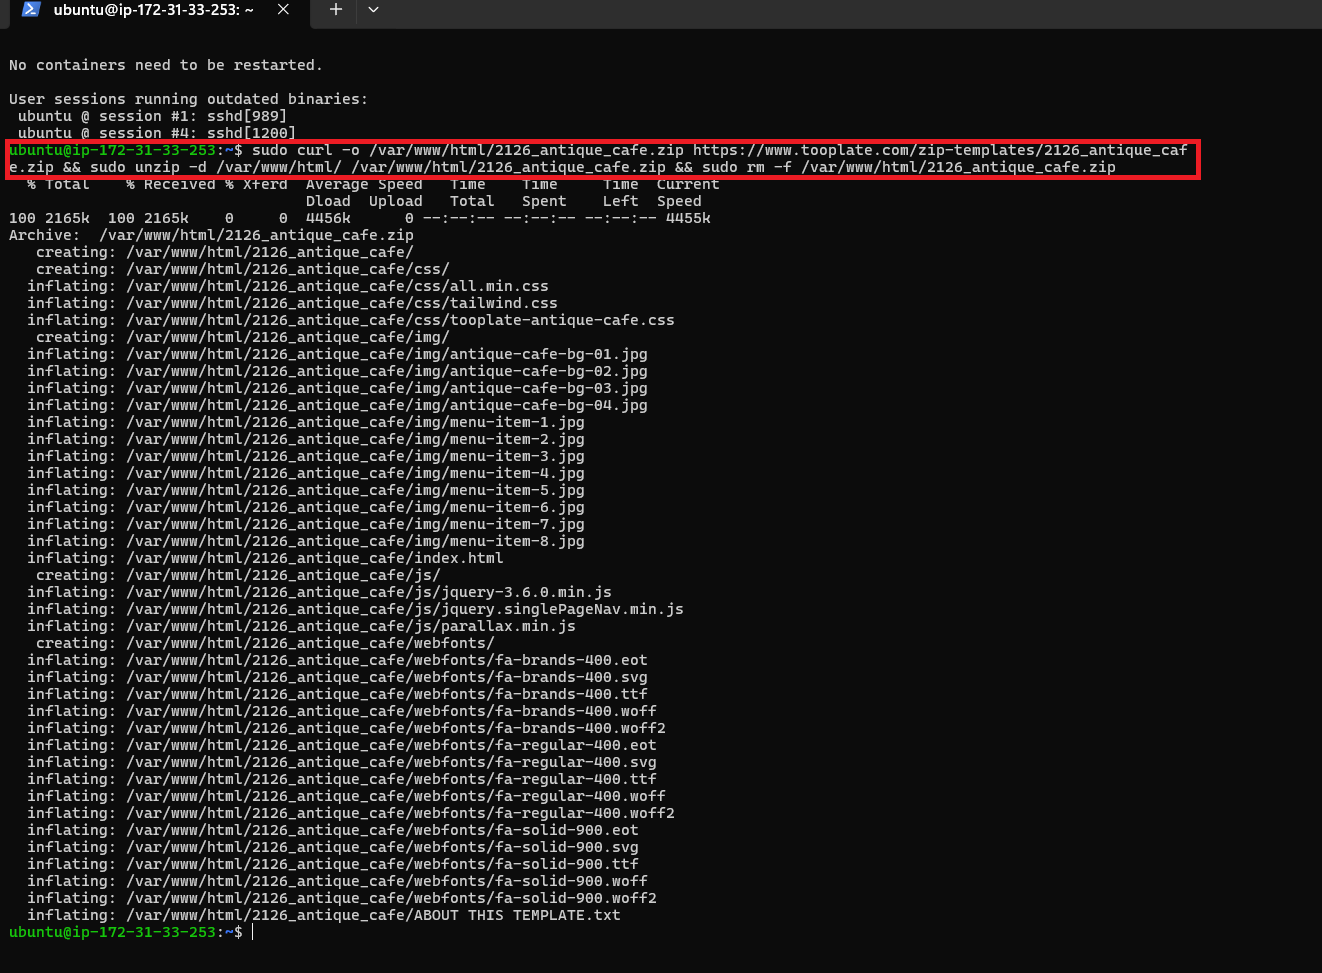 ubuntu@ip-172-31-33-253: ~
No containers need to be restarted.
User sessions running outdated binaries:
ubuntu @ session #1: sshd[989]
ubuntu @ session #4: sshd[1200]
ubuntu@ip-172-31-33-253:~$ sudo curl -o /var/www/html/2126_antique_cafe.zip https://www.tooplate.com/zip-templates/2126_antique_caf
e.zip && sudo unzip -d /var/www/html/ /var/www/html/2126_antique_cafe.zip && sudo rm -f /var/www/html/2126_antique_cafe.zip
% Total    % Received % Xferd  Average Speed   Time    Time     Time  Current
Dload  Upload   Total   Spent    Left  Speed
100 2165k  100 2165k    0     0  4456k      0 --:--:-- --:--:-- --:--:-- 4455k
Archive:  /var/www/html/2126_antique_cafe.zip
creating: /var/www/html/2126_antique_cafe/
creating: /var/www/html/2126_antique_cafe/css/
inflating: /var/www/html/2126_antique_cafe/css/all.min.css
inflating: /var/www/html/2126_antique_cafe/css/tailwind.css
inflating: /var/www/html/2126_antique_cafe/css/tooplate-antique-cafe.css
creating: /var/www/html/2126_antique_cafe/img/
inflating: /var/www/html/2126_antique_cafe/img/antique-cafe-bg-01.jpg
inflating: /var/www/html/2126_antique_cafe/img/antique-cafe-bg-02.jpg
inflating: /var/www/html/2126_antique_cafe/img/antique-cafe-bg-03.jpg
inflating: /var/www/html/2126_antique_cafe/img/antique-cafe-bg-04.jpg
inflating: /var/www/html/2126_antique_cafe/img/menu-item-1.jpg
inflating: /var/www/html/2126_antique_cafe/img/menu-item-2.jpg
inflating: /var/www/html/2126_antique_cafe/img/menu-item-3.jpg
inflating: /var/www/html/2126_antique_cafe/img/menu-item-4.jpg
inflating: /var/www/html/2126_antique_cafe/img/menu-item-5.jpg
inflating: /var/www/html/2126_antique_cafe/img/menu-item-6.jpg
inflating: /var/www/html/2126_antique_cafe/img/menu-item-7.jpg
inflating: /var/www/html/2126_antique_cafe/img/menu-item-8.jpg
inflating: /var/www/html/2126_antique_cafe/index.html
creating: /var/www/html/2126_antique_cafe/js/
inflating: /var/www/html/2126_antique_cafe/js/jquery-3.6.0.min.js
inflating: /var/www/html/2126_antique_cafe/js/jquery.singlePageNav.min.js
inflating: /var/www/html/2126_antique_cafe/js/parallax.min.js
creating: /var/www/html/2126_antique_cafe/webfonts/
inflating: /var/www/html/2126_antique_cafe/webfonts/fa-brands-400.eot
inflating: /var/www/html/2126_antique_cafe/webfonts/fa-brands-400.svg
inflating: /var/www/html/2126_antique_cafe/webfonts/fa-brands-400.ttf
inflating: /var/www/html/2126_antique_cafe/webfonts/fa-brands-400.woff
inflating: /var/www/html/2126_antique_cafe/webfonts/fa-brands-400.woff2
inflating: /var/www/html/2126_antique_cafe/webfonts/fa-regular-400.eot
inflating: /var/www/html/2126_antique_cafe/webfonts/fa-regular-400.svg
inflating: /var/www/html/2126_antique_cafe/webfonts/fa-regular-400.ttf
inflating: /var/www/html/2126_antique_cafe/webfonts/fa-regular-400.woff
inflating: /var/www/html/2126_antique_cafe/webfonts/fa-regular-400.woff2
inflating: /var/www/html/2126_antique_cafe/webfonts/fa-solid-900.eot
inflating: /var/www/html/2126_antique_cafe/webfonts/fa-solid-900.svg
inflating: /var/www/html/2126_antique_cafe/webfonts/fa-solid-900.ttf
inflating: /var/www/html/2126_antique_cafe/webfonts/fa-solid-900.woff
inflating: /var/www/html/2126_antique_cafe/webfonts/fa-solid-900.woff2
inflating: /var/www/html/2126_antique_cafe/ABOUT THIS TEMPLATE.txt
ubuntu@ip-172-31-33-253:~$